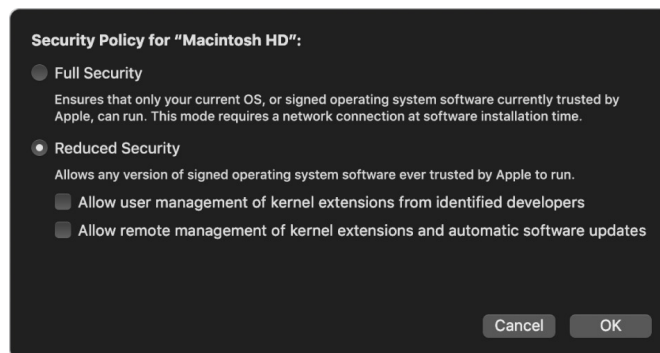 Security Policy for “Macintosh HD”:
Full Security
Ensures that only your current OS, or signed operating system software currently trusted by
Apple, can run. This mode requires a network connection at software installation time.
Reduced Security
Allows any version of signed operating system software ever trusted by Apple to run.
Allow user management of kernel extensions from identified developers
Allow remote management of kernel extensions and automatic software updates
Cancel OK